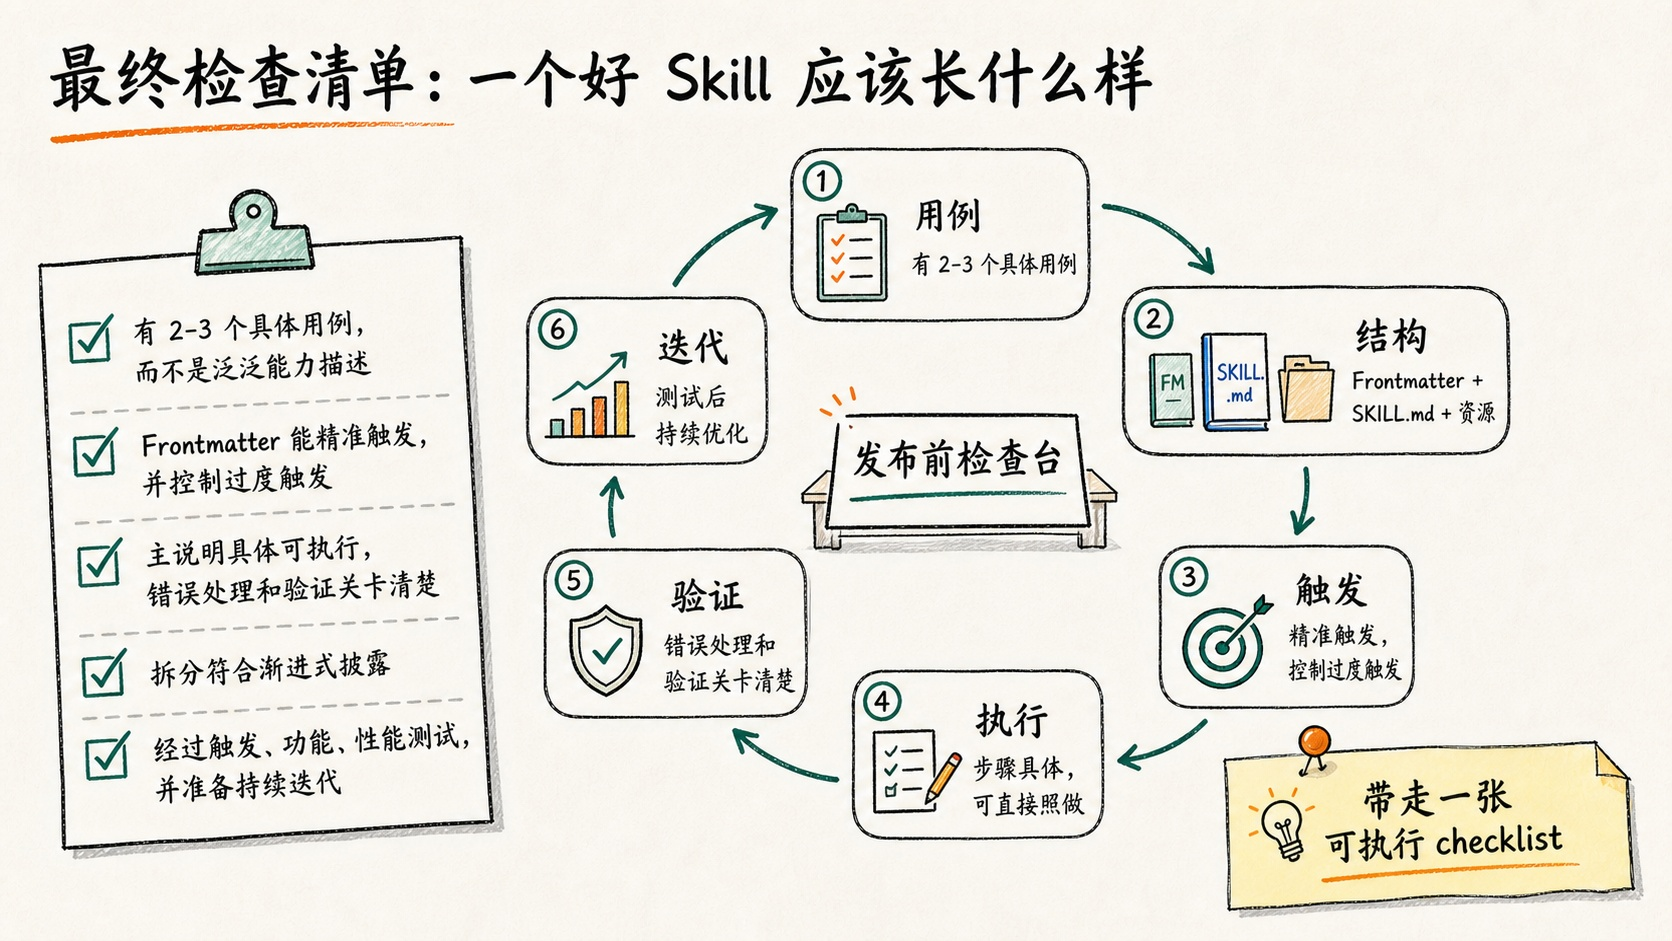 最终检查清单：一个好 Skill 应该长什么样
有 2-3 个具体用例，
而不是泛泛能力描述
Frontmatter 能精准触发，
并控制过度触发
主说明具体可执行，
错误处理和验证关卡清楚
拆分符合渐进式披露
经过触发、功能、性能测试，
并准备持续迭代
1
用例
有 2-3 个具体用例
2
FM
SKILL.
.md
结构
Frontmatter +
SKILL.md + 资源
3
触发
精准触发，
控制过度触发
4
执行
步骤具体，
可直接照做
5
验证
错误处理和
验证关卡清楚
6
迭代
测试后
持续优化
发布前检查台
带走一张
可执行 checklist